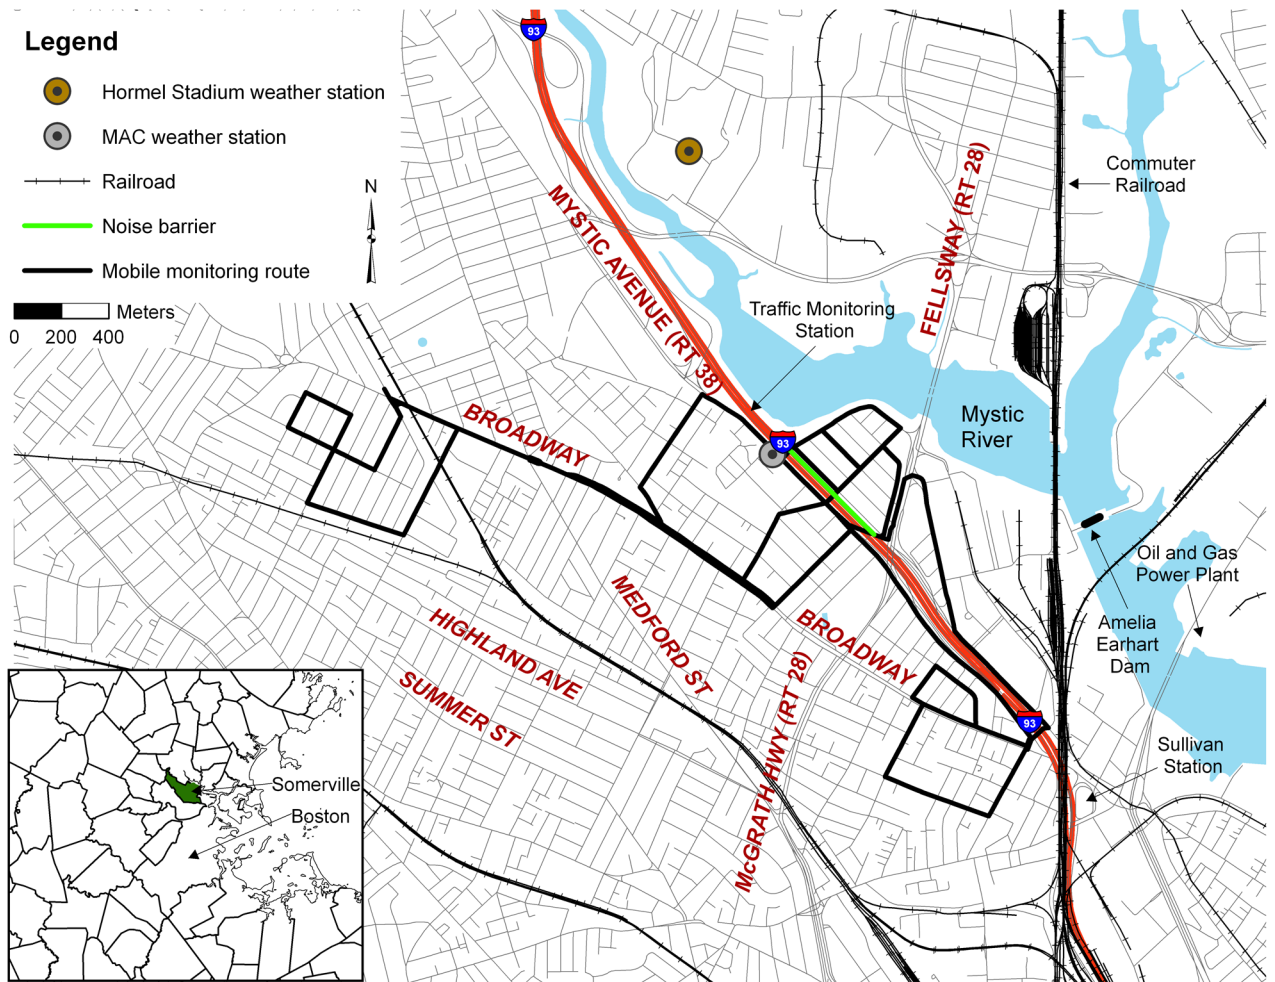 Legend
Hormel Stadium weather station
MAC weather station
Railroad
Noise barrier
Mobile monitoring route
N
Meters
0 200 400
93
MYSTIC AVENUE (RT 38)
FELLSWAY (RT 28)
Commuter
Railroad
Traffic Monitoring
Station
Mystic
River
BROADWAY
93
Oil and Gas
Power Plant
Amelia
Earhart
Dam
MEDFORD ST
HIGHLAND AVE
SUMMER ST
BROADWAY
McGRATH HWY (RT 28)
93
Sullivan
Station
Somerville
Boston